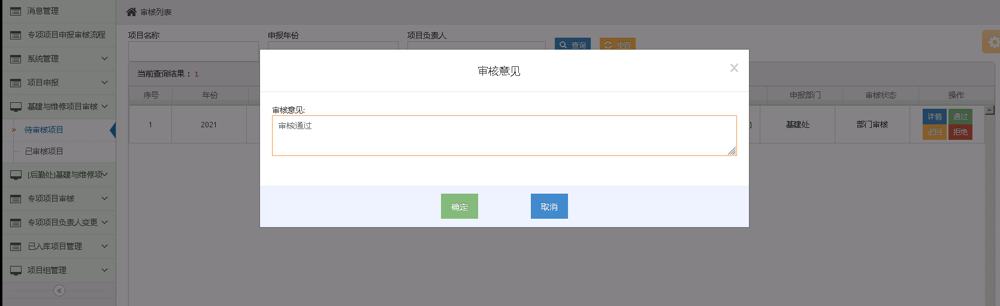 消息管理
专项项目申报审核流程
系统管理
项目申报
基建与维修项目审核
待审核项目
已审核项目
(后勤处)基建与维修项
专项项目审核
专项项目负责人变更
已入库项目管理
项目组管理
审核列表
项目名称 申报年份 项目负责人
查询 重置
当前查询结果： 1
序号 年份 申报部门 审核状态 操作
1 2021 基建处 部门审核 详情 通过
退回 拒绝
审核意见
审核意见:
审核通过
确定 取消